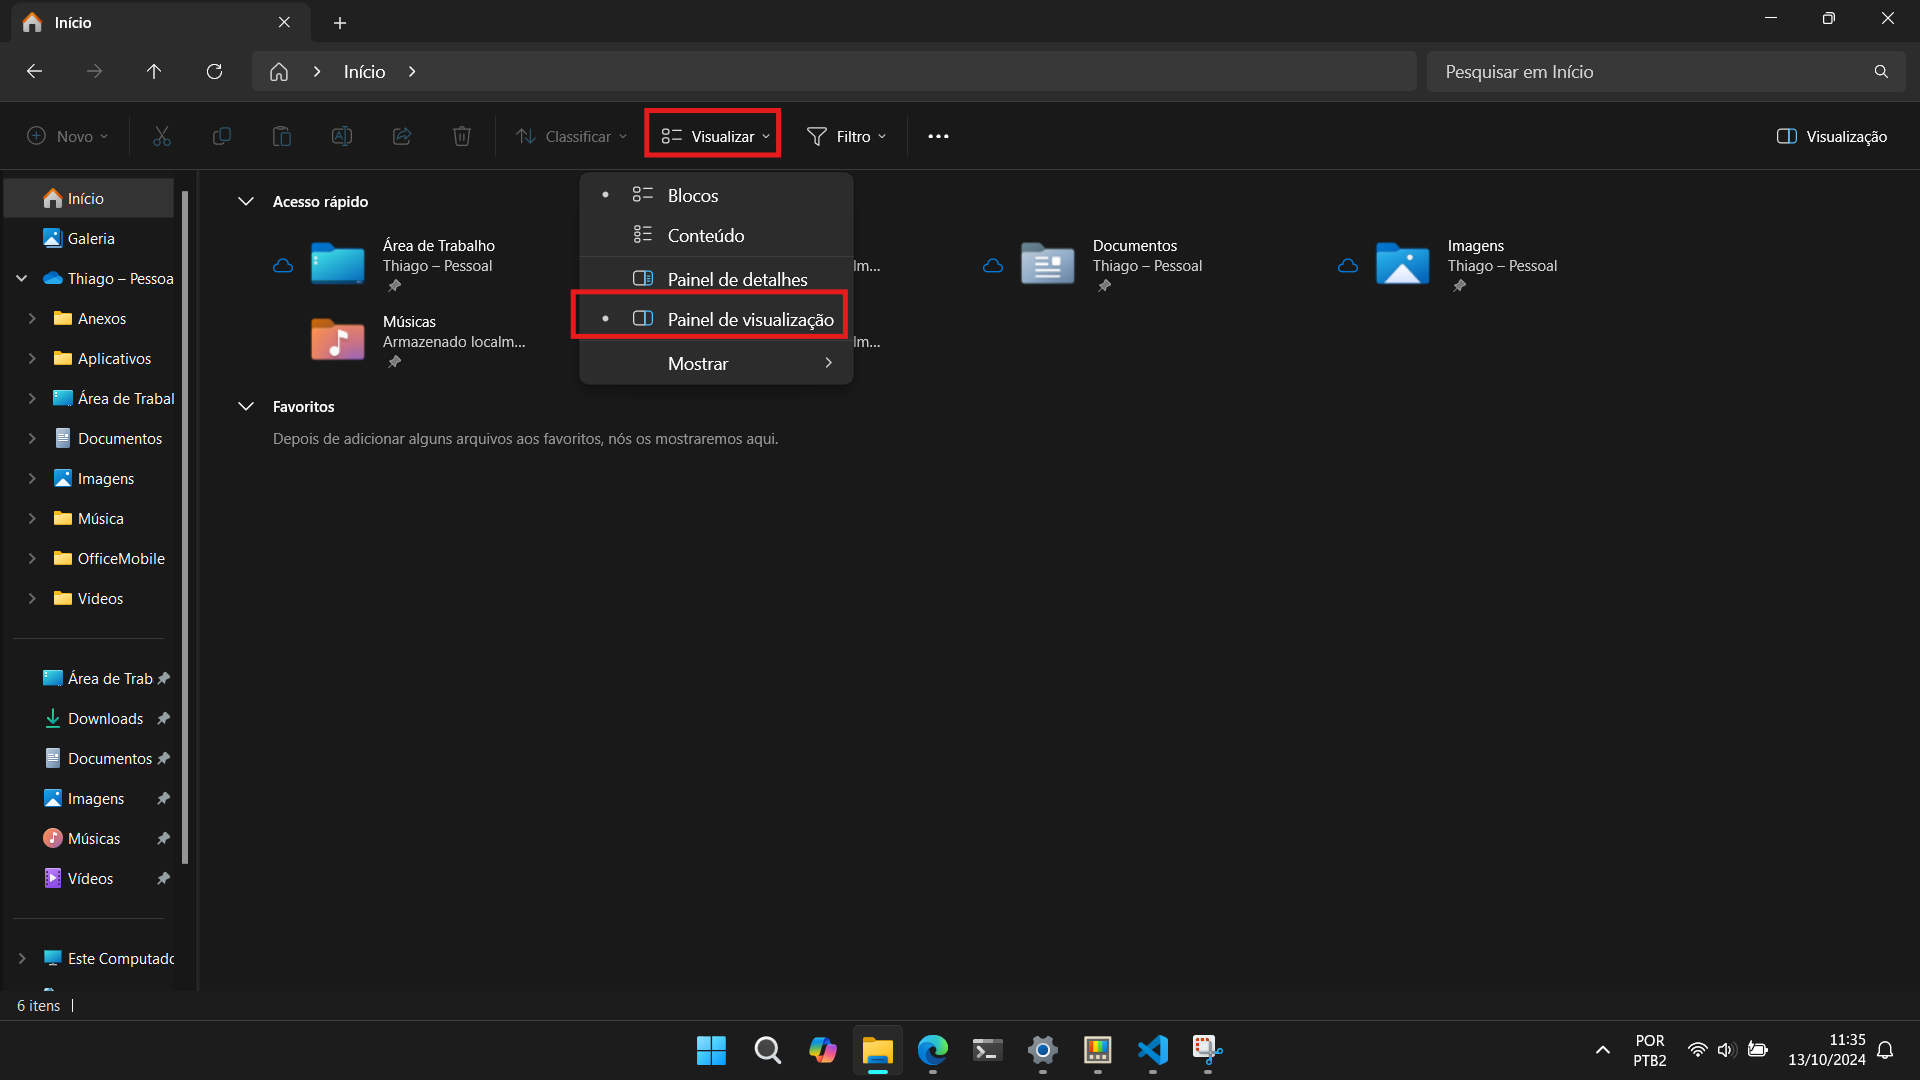 Início
Início
Pesquisar em Início
Novo
Classificar
Visualizar
Filtro
Visualização
Início
Galeria
Thiago – Pessoa
Anexos
Aplicativos
Área de Trabal
Documentos
Imagens
Música
OfficeMobile
Videos
Área de Trab
Downloads
Documentos
Imagens
Músicas
Vídeos
Este Computado
Acesso rápido
Área de Trabalho
Thiago – Pessoal
Músicas
Armazenado localm...
lm...
lm...
Documentos
Thiago – Pessoal
Imagens
Thiago – Pessoal
Blocos
Conteúdo
Painel de detalhes
Painel de visualização
Mostrar
Favoritos
Depois de adicionar alguns arquivos aos favoritos, nós os mostraremos aqui.
6 itens
POR
PTB2
11:35
13/10/2024